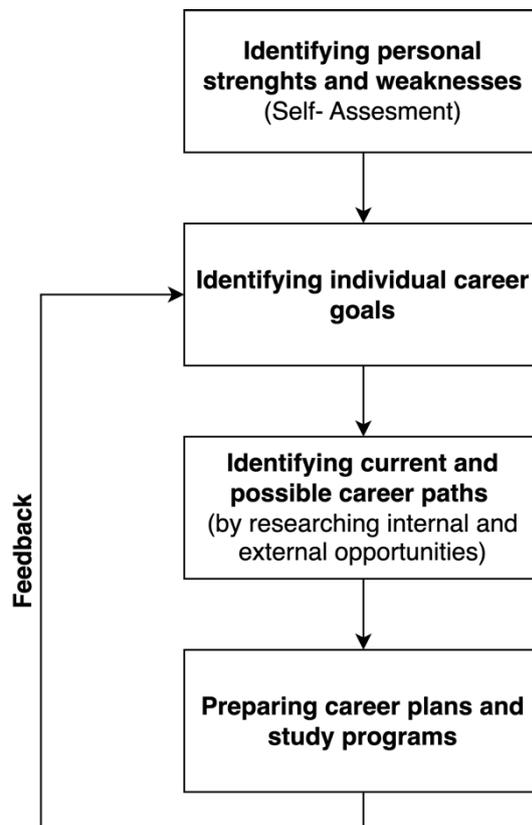 Identifying personal
strenghts and weaknesses
(Self- Assesment)
Identifying individual career
goals
Identifying current and
possible career paths
(by researching internal and
external opportunities)
Feedback
Preparing career plans and
study programs